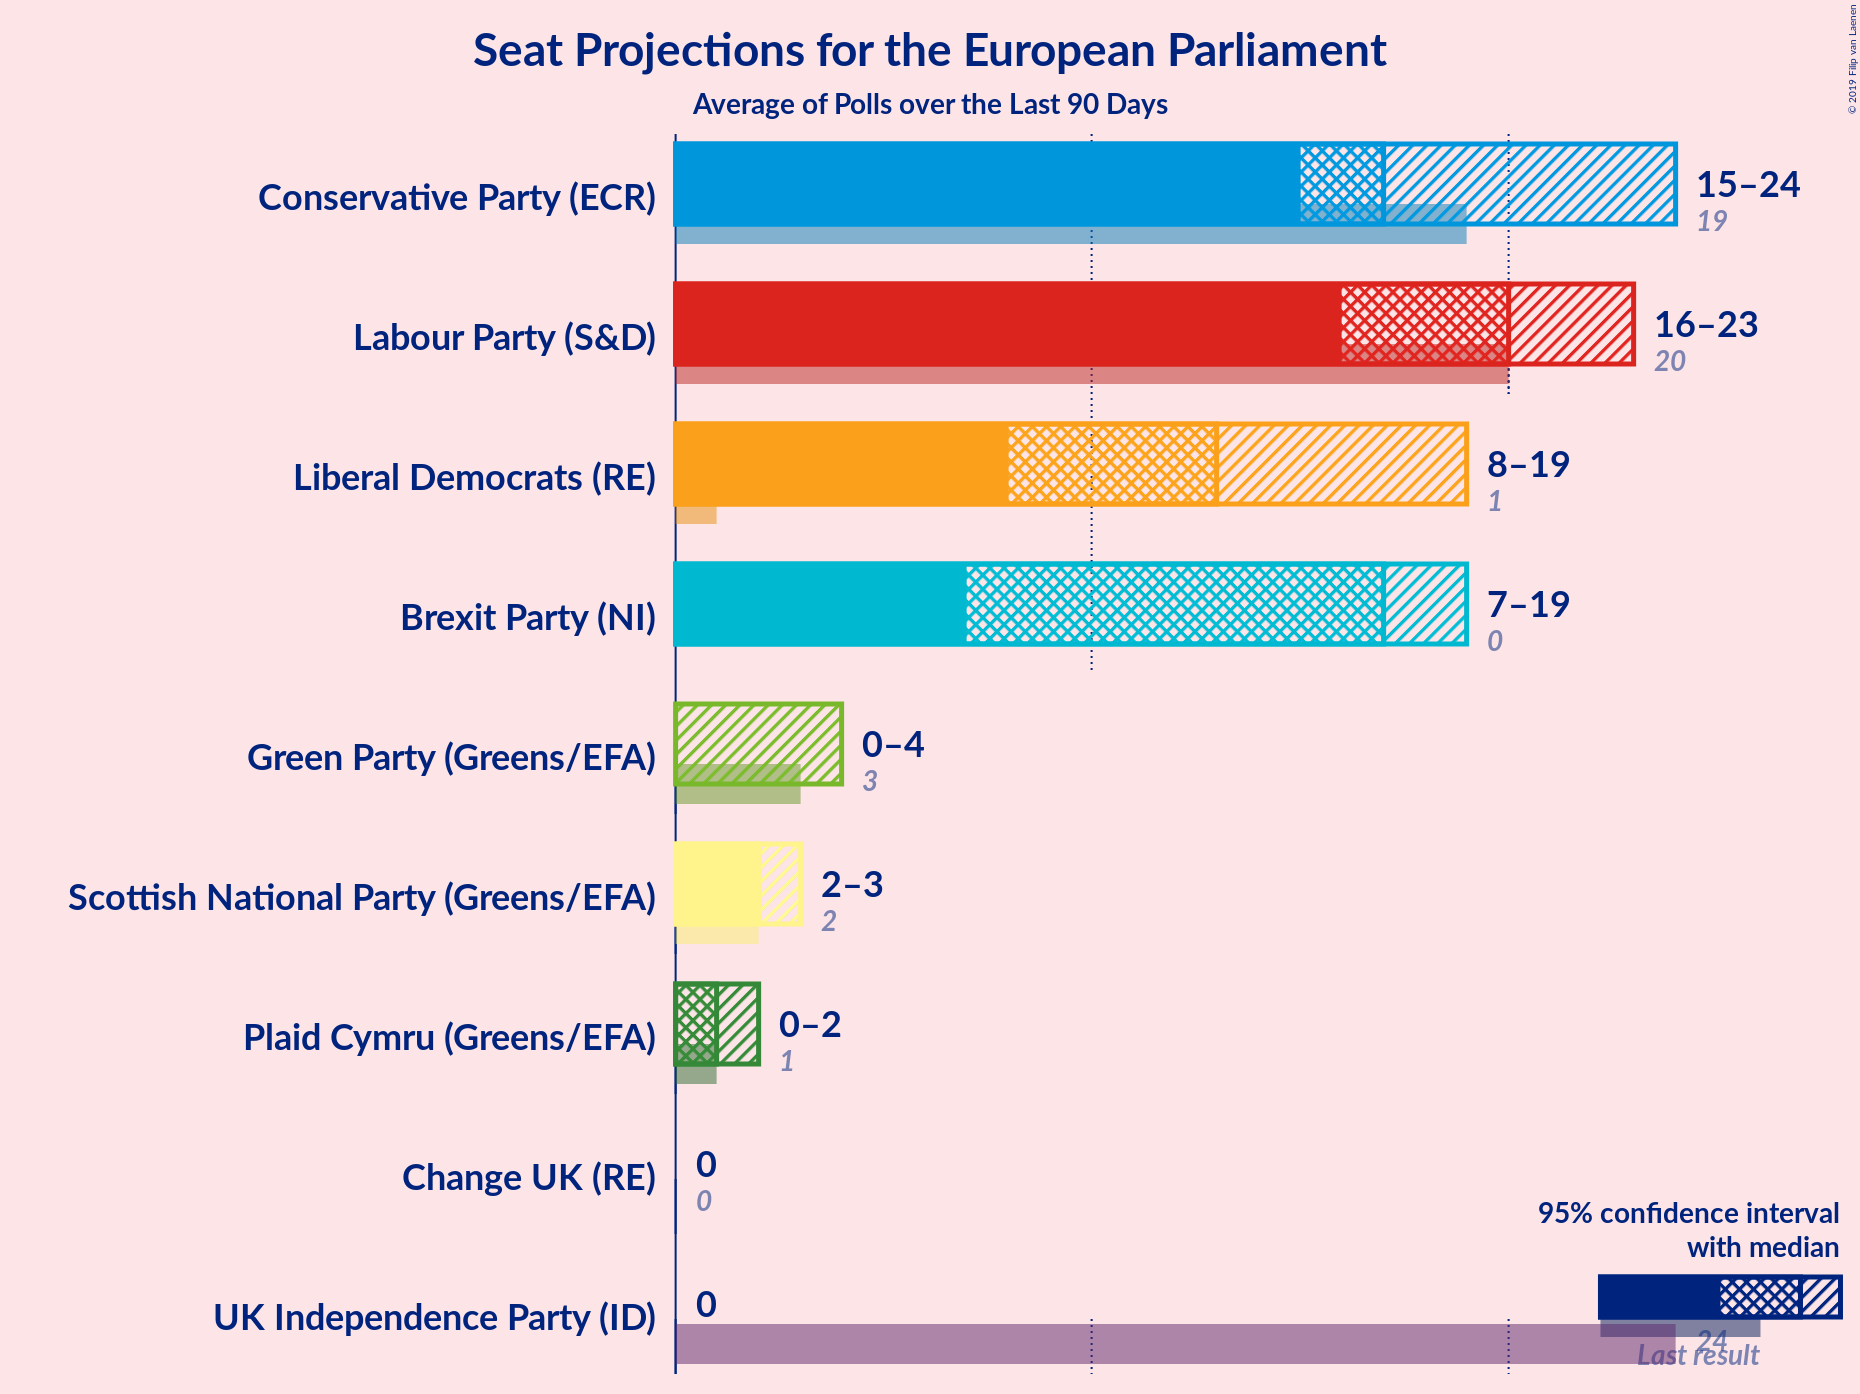 Seat Projections for the European Parliament
Average of Polls over the Last 90 Days
© 2019 Filip van Laenen
Conservative Party (ECR)
15–24
19
Labour Party (S&D)
16–23
20
Liberal Democrats (RE)
8–19
1
Brexit Party (NI)
7–19
0
Green Party (Greens/EFA)
0–4
3
Scottish National Party (Greens/EFA)
2–3
2
Plaid Cymru (Greens/EFA)
0–2
1
Change UK (RE)
0
0
UK Independence Party (ID)
0
24
95% confidence interval
with median
Last result